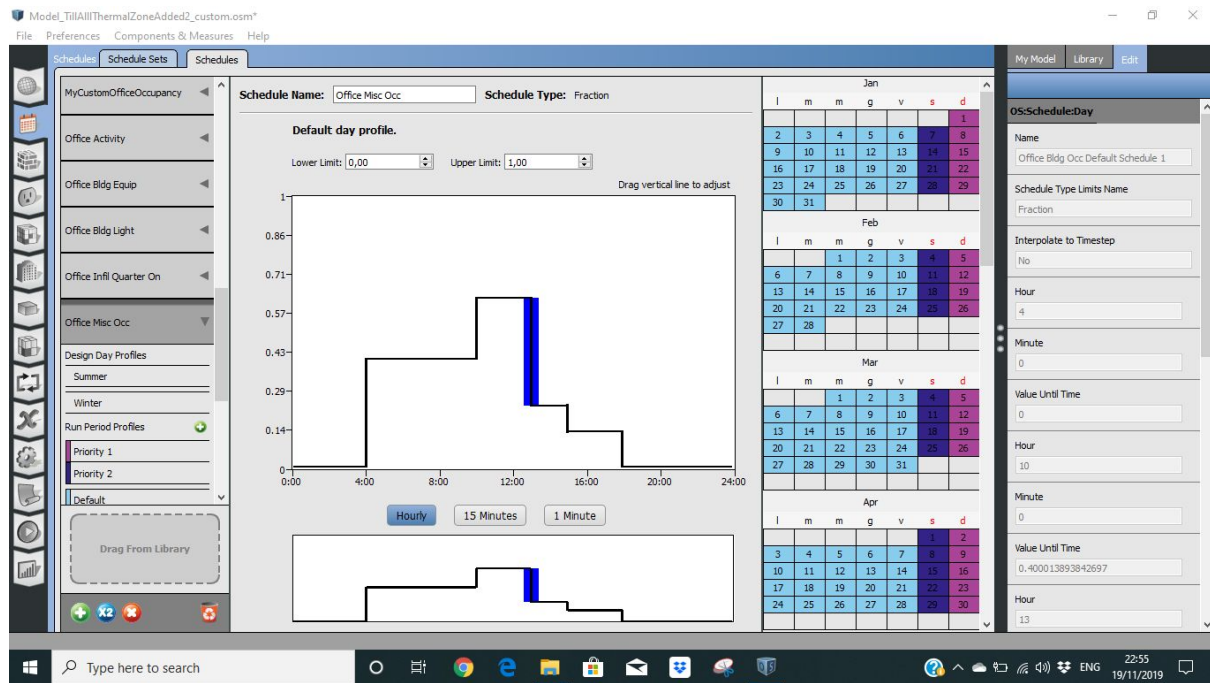 Model_TillAllIThermalZoneAdded2_custom.osm*
File Preferences Components & Measures Help
Schedules Schedule Sets Schedules
My Model Library Edit
MyCustomOfficeOccupancy
Office Activity
Office Bldg Equip
Office Bldg Light
Office Infil Quarter On
Office Misc Occ
Design Day Profiles
Summer
Winter
Run Period Profiles
Priority 1
Priority 2
Default
Drag From Library
X2
Schedule Name: Office Misc Occ Schedule Type: Fraction
Default day profile.
Lower Limit: 0,00 Upper Limit: 1,00
Drag vertical line to adjust
1
0.86
0.71
0.57
0.43
0.29
0.14
0
0:00 4:00 8:00 12:00 16:00 20:00 24:00
Hourly 15 Minutes 1 Minute
Jan
l m m g v s d
1
2 3 4 5 6 7 8
9 10 11 12 13 14 15
16 17 18 19 20 21 22
23 24 25 26 27 28 29
30 31
Feb
l m m g v s d
1 2 3 4 5
6 7 8 9 10 11 12
13 14 15 16 17 18 19
20 21 22 23 24 25 26
27 28
Mar
l m m g v s d
1 2 3 4 5
6 7 8 9 10 11 12
13 14 15 16 17 18 19
20 21 22 23 24 25 26
27 28 29 30 31
Apr
l m m g v s d
1 2
3 4 5 6 7 8 9
10 11 12 13 14 15 16
17 18 19 20 21 22 23
24 25 26 27 28 29 30
OS:Schedule:Day
Name
Office Bldg Occ Default Schedule 1
Schedule Type Limits Name
Fraction
Interpolate to Timestep
No
Hour
4
Minute
0
Value Until Time
0
Hour
10
Minute
0
Value Until Time
0.400013893842697
Hour
13
Type here to search
ENG
22:55
19/11/2019